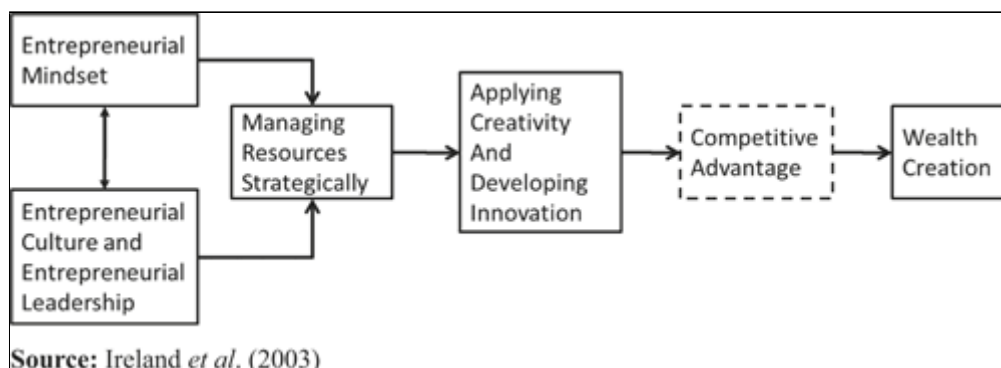 Entrepreneurial
Mindset
Entrepreneurial
Culture and
Entrepreneurial
Leadership
Managing
Resources
Strategically
Applying
Creativity
And
Developing
Innovation
Competitive
Advantage
Wealth
Creation
Source: Ireland et al. (2003)